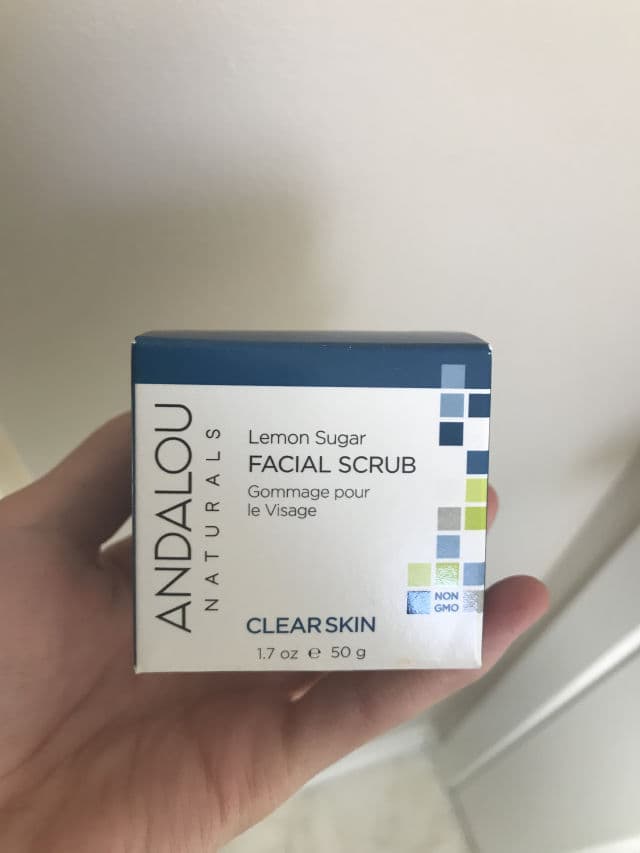 ANDALOU
NATURALS
Lemon Sugar
FACIAL SCRUB
Gommage pour
le Visage
NON
GMO
CLEAR SKIN
1.7 oz ℮ 50 g